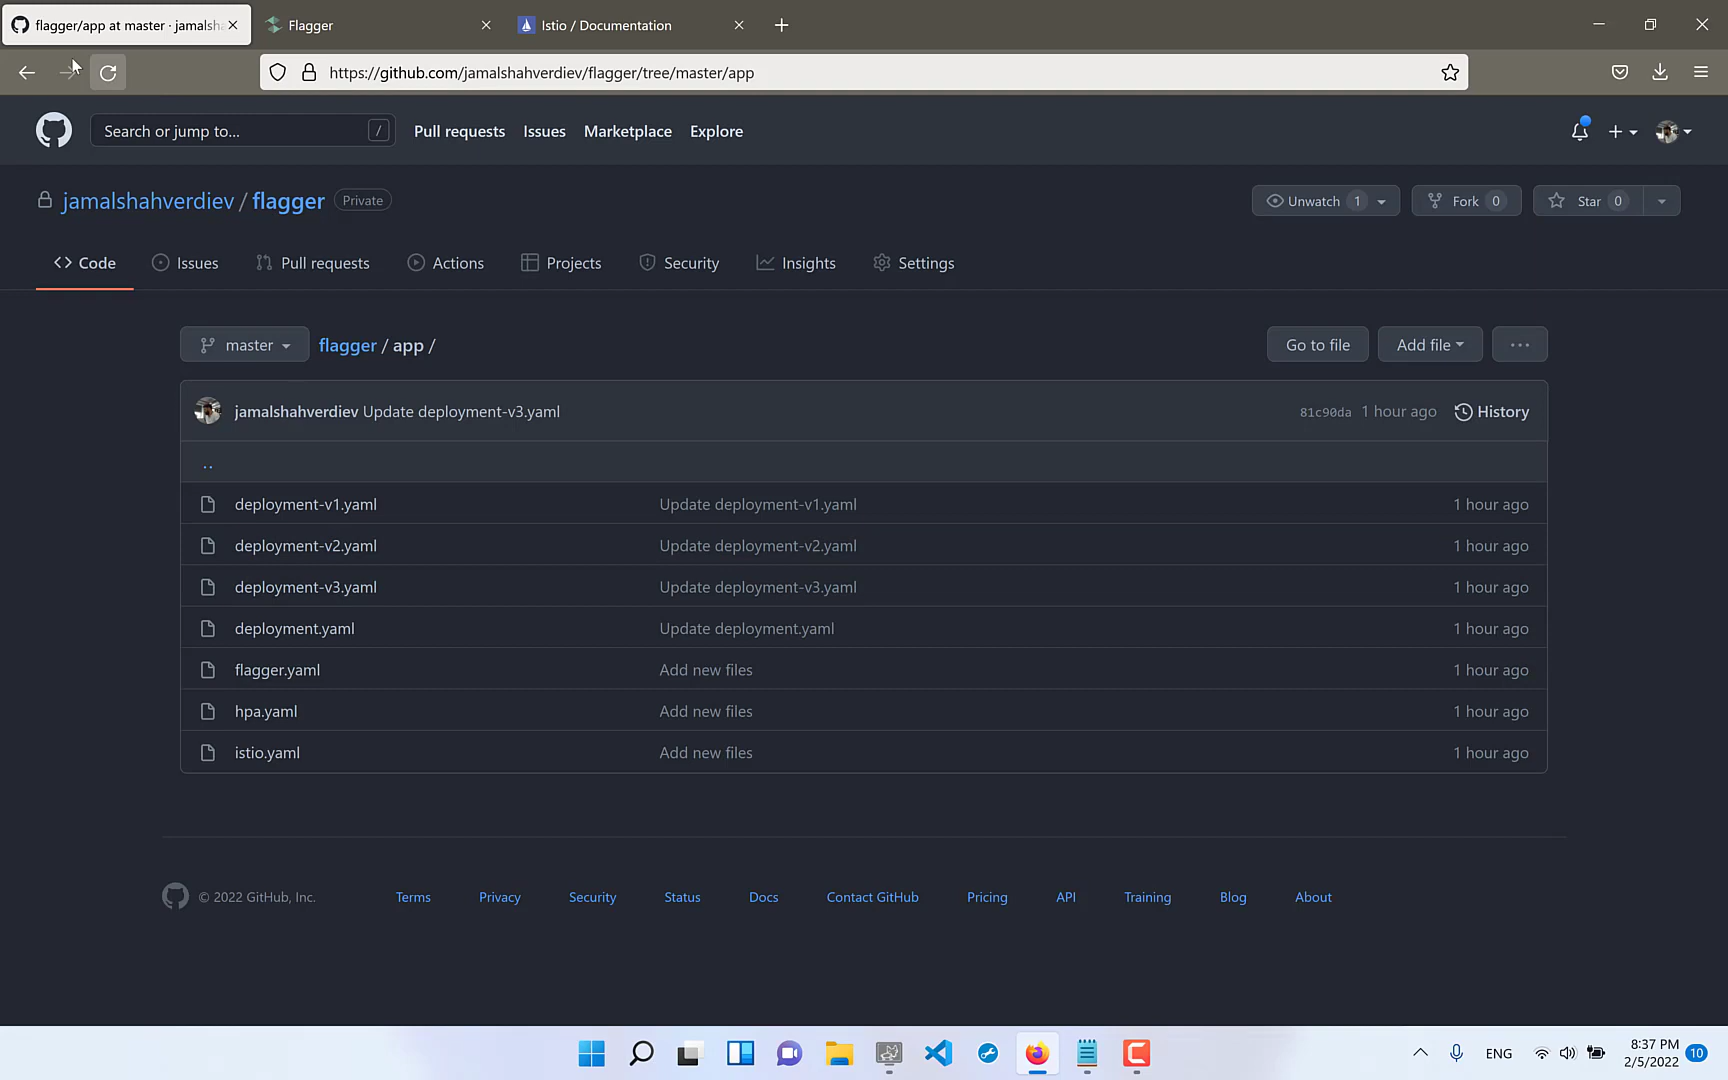 flagger/app at master · jamalsha
Flagger
Istio / Documentation
https://github.com/jamalshahverdiev/flagger/tree/master/app
Search or jump to...
/
Pull requests
Issues
Marketplace
Explore
jamalshahverdiev / flagger
Private
Unwatch 1
Fork 0
Star 0
Code
Issues
Pull requests
Actions
Projects
Security
Insights
Settings
master
flagger / app /
Go to file
Add file
jamalshahverdiev Update deployment-v3.yaml
81c90da 1 hour ago
History
..
deployment-v1.yaml Update deployment-v1.yaml 1 hour ago
deployment-v2.yaml Update deployment-v2.yaml 1 hour ago
deployment-v3.yaml Update deployment-v3.yaml 1 hour ago
deployment.yaml Update deployment.yaml 1 hour ago
flagger.yaml Add new files 1 hour ago
hpa.yaml Add new files 1 hour ago
istio.yaml Add new files 1 hour ago
© 2022 GitHub, Inc.
Terms
Privacy
Security
Status
Docs
Contact GitHub
Pricing
API
Training
Blog
About
ENG
8:37 PM
2/5/2022
10